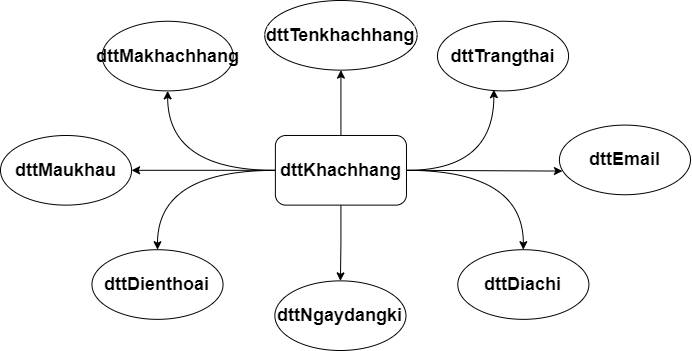 dttTenkhachhang
dttMakhachhang
dttTrangthai
dttMaukhau
dttKhachhang
dttEmail
dttDienthoai
dttDiachi
dttNgaydangki